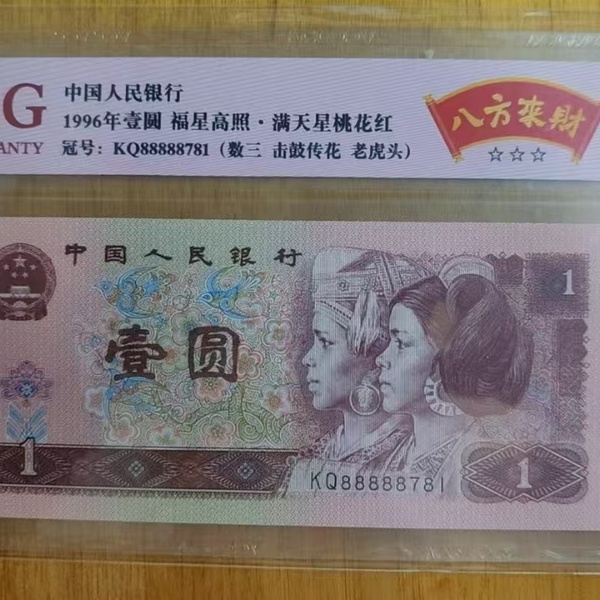 G
ANTY
中国人民银行
1996年壹圆 福星高照·满天星桃花红
冠号: KQ88888781（数三 击鼓传花 老虎头）
八方来財
☆☆☆
中国人民银行
1
壹圆
1
KQ88888781
1